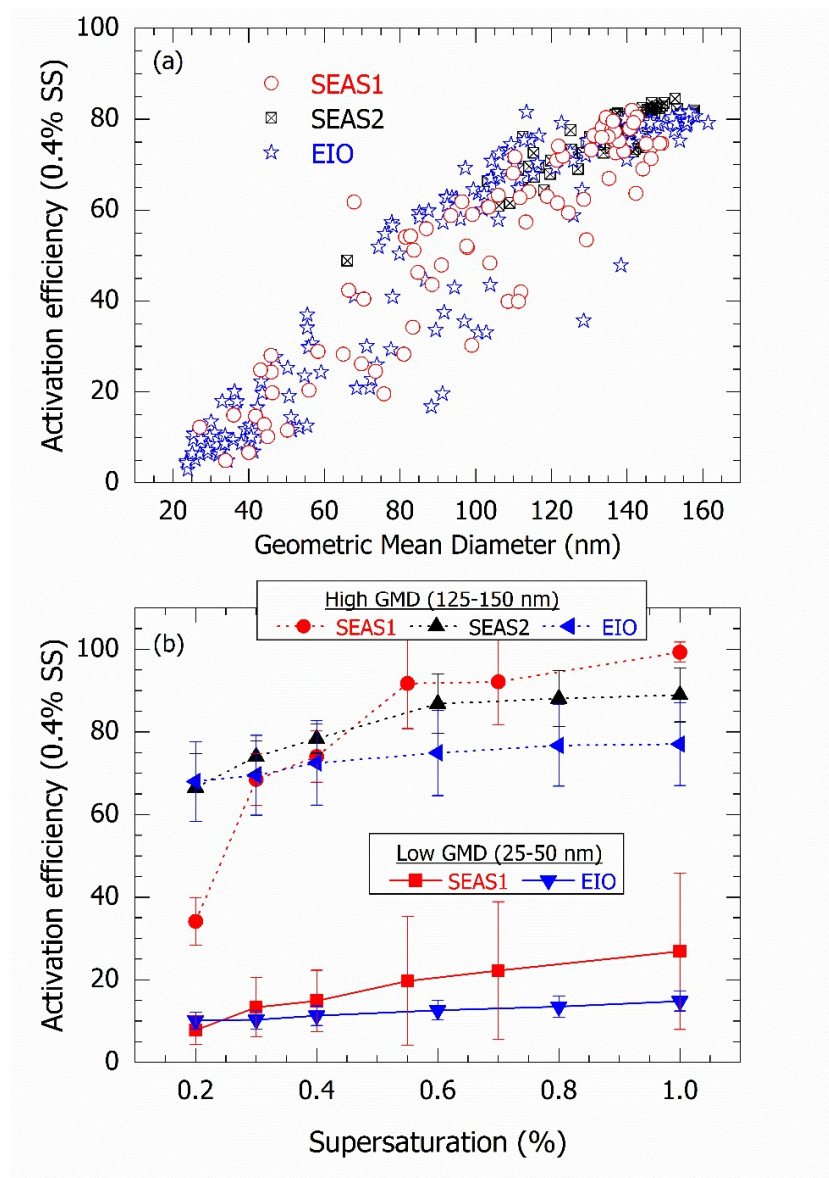 (a)
SEAS1
SEAS2
EIO
100
80
60
40
20
0
Activation efficiency (0.4% SS)
20 40 60 80 100 120 140 160
Geometric Mean Diameter (nm)
High GMD (125-150 nm)
SEAS1 SEAS2 EIO
(b)
100
80
60
40
20
0
Activation efficiency (0.4% SS)
Low GMD (25-50 nm)
SEAS1 EIO
0.2 0.4 0.6 0.8 1.0
Supersaturation (%)